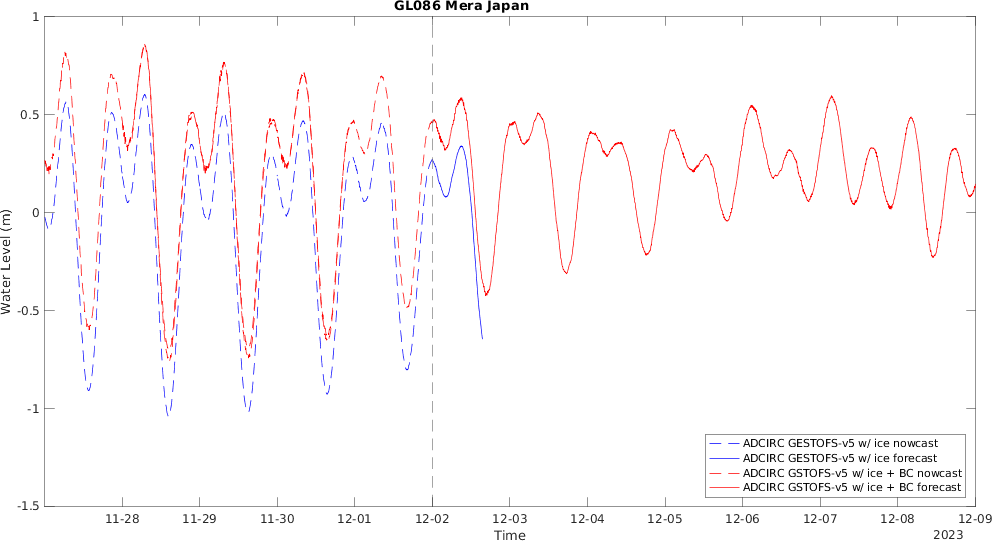 GL086 Mera Japan
1
0.5
0
-0.5
-1
-1.5
Water Level (m)
11-28 11-29 11-30 12-01 12-02 12-03 12-04 12-05 12-06 12-07 12-08 12-09
Time
2023
ADCIRC GESTOFS-v5 w/ ice nowcast
ADCIRC GESTOFS-v5 w/ ice forecast
ADCIRC GSTOFS-v5 w/ ice + BC nowcast
ADCIRC GSTOFS-v5 w/ ice + BC forecast